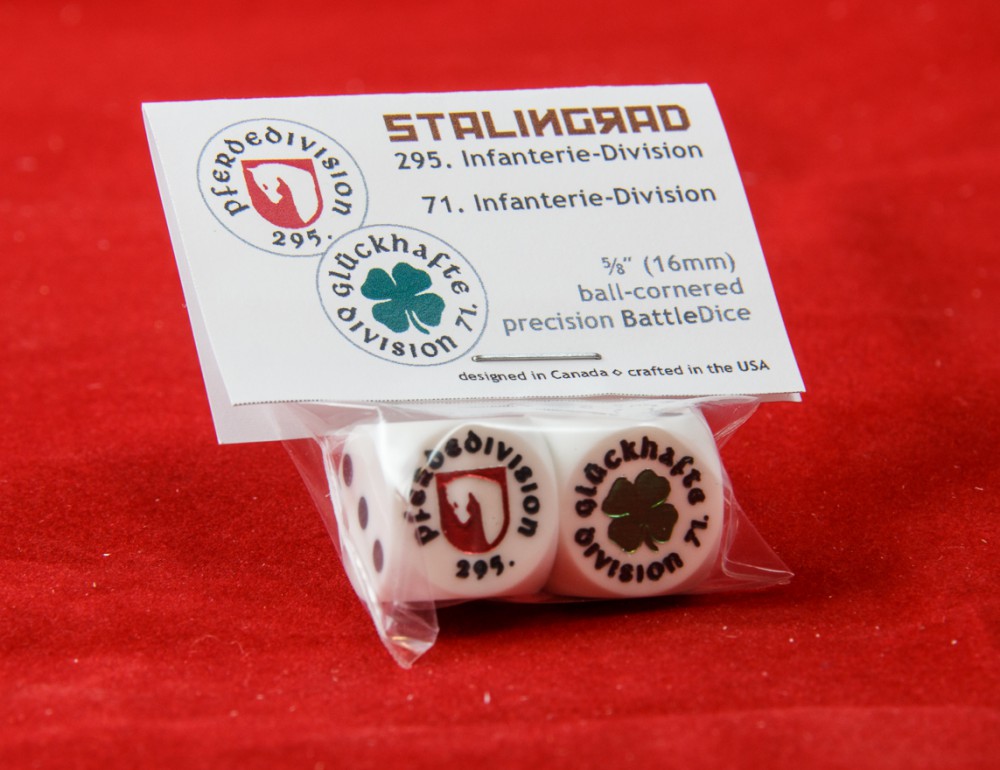 STALIИGЯAD
295. Infanterie-Division
71. Infanterie-Division
Pferdedivision
295.
Glückhafte
Division 71.
⅝" (16mm)
ball-cornered
precision BattleDice
designed in Canada ⬦ crafted in the USA
Pferdedivision
295.
Glückhafte
Division 71.